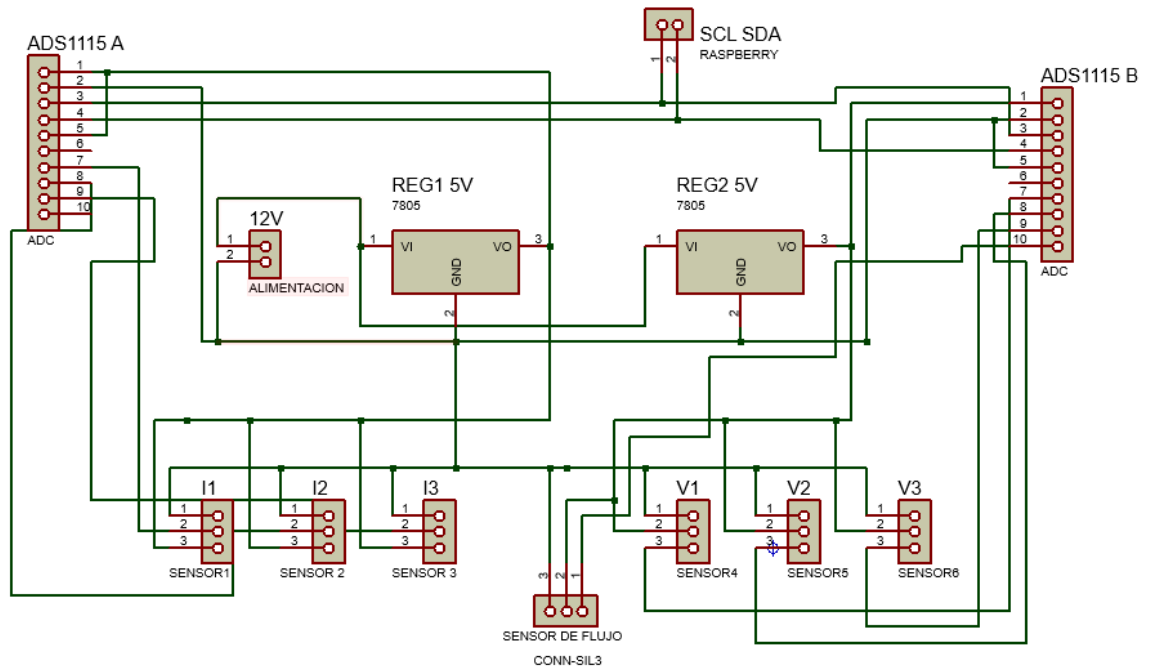 SCL SDA
RASPBERRY
1
2
ADS1115 A
1
2
3
4
5
6
7
8
9
10
ADC
ADS1115 B
1
2
3
4
5
6
7
8
9
10
ADC
12V
1
2
ALIMENTACION
REG1 5V
7805
1
VI
VO
3
GND
2
REG2 5V
7805
1
VI
VO
3
GND
2
I1
1
2
3
SENSOR1
I2
1
2
3
SENSOR 2
I3
1
2
3
SENSOR 3
V1
1
2
3
SENSOR4
V2
1
2
3
SENSOR5
V3
1
2
3
SENSOR6
3
2
1
SENSOR DE FLUJO
CONN-SIL3